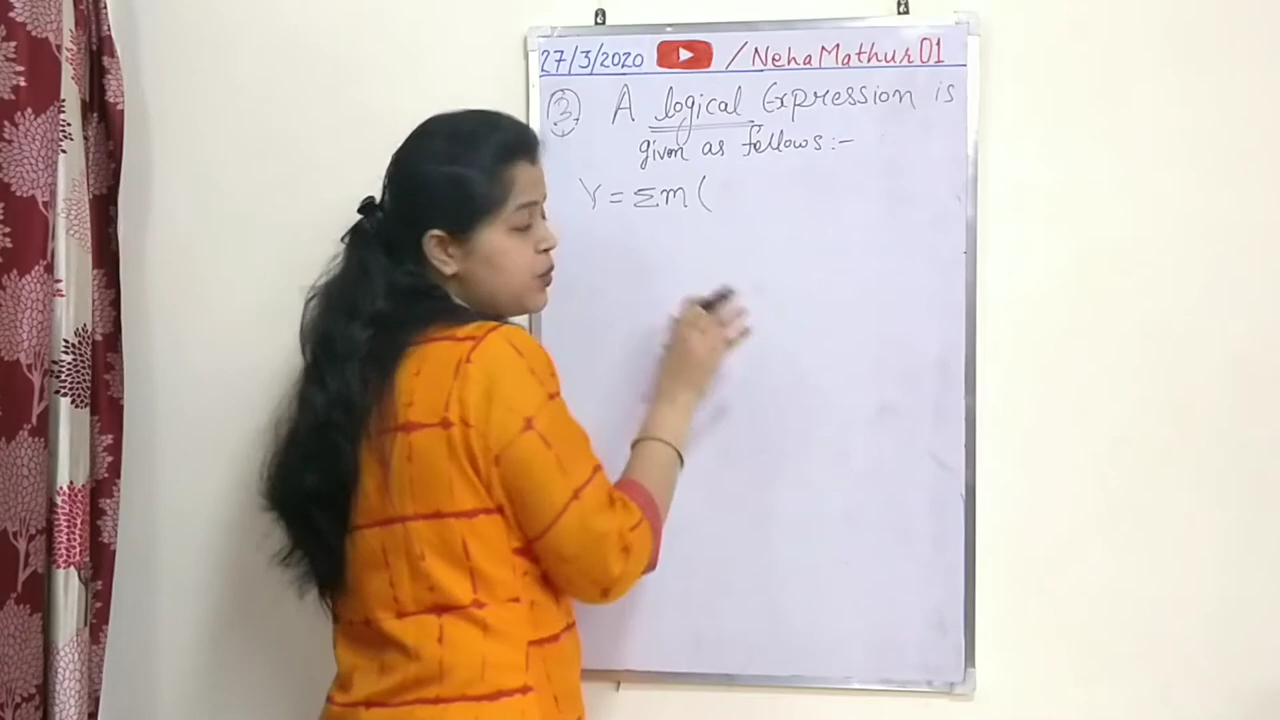 27/3/2020 /NehaMathur01
3 A logical Expression is
given as follows:-
Y = Σm (